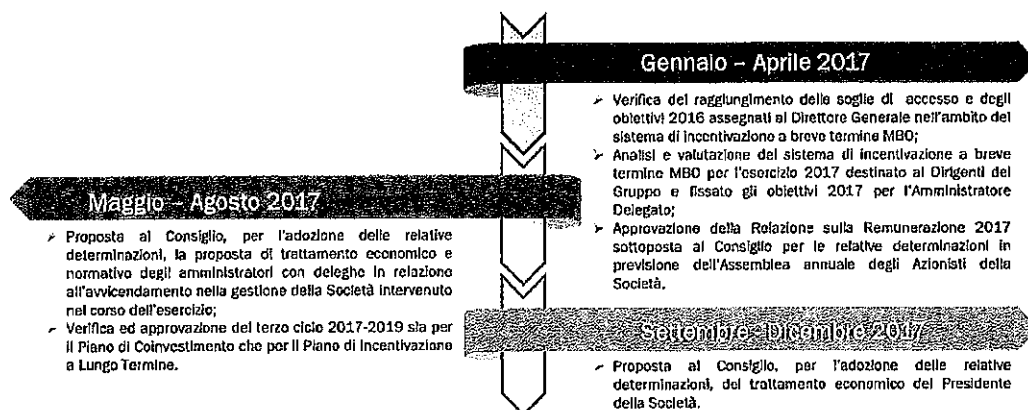 Gennaio – Aprile 2017
➢ Verifica del raggiungimento delle soglie di accesso e degli
obiettivi 2016 assegnati al Direttore Generale nell'ambito del
sistema di incentivazione a breve termine MBO;
➢ Analisi e valutazione del sistema di incentivazione a breve
termine MBO per l'esercizio 2017 destinato ai Dirigenti del
Gruppo e fissato gli obiettivi 2017 per l'Amministratore
Delegato;
➢ Approvazione della Relazione sulla Remunerazione 2017
sottoposta al Consiglio per le relative determinazioni in
previsione dell'Assemblea annuale degli Azionisti della
Società.
Maggio – Agosto 2017
➢ Proposta al Consiglio, per l'adozione delle relative
determinazioni, la proposta di trattamento economico e
normativo degli amministratori con deleghe in relazione
all'avvicendamento nella gestione della Società intervenuto
nel corso dell'esercizio;
➢ Verifica ed approvazione del terzo ciclo 2017-2019 sia per
il Piano di Coinvestimento che per il Piano di Incentivazione
a Lungo Termine.
Settembre - Dicembre 2017
➢ Proposta al Consiglio, per l'adozione delle relative
determinazioni, del trattamento economico del Presidente
della Società.